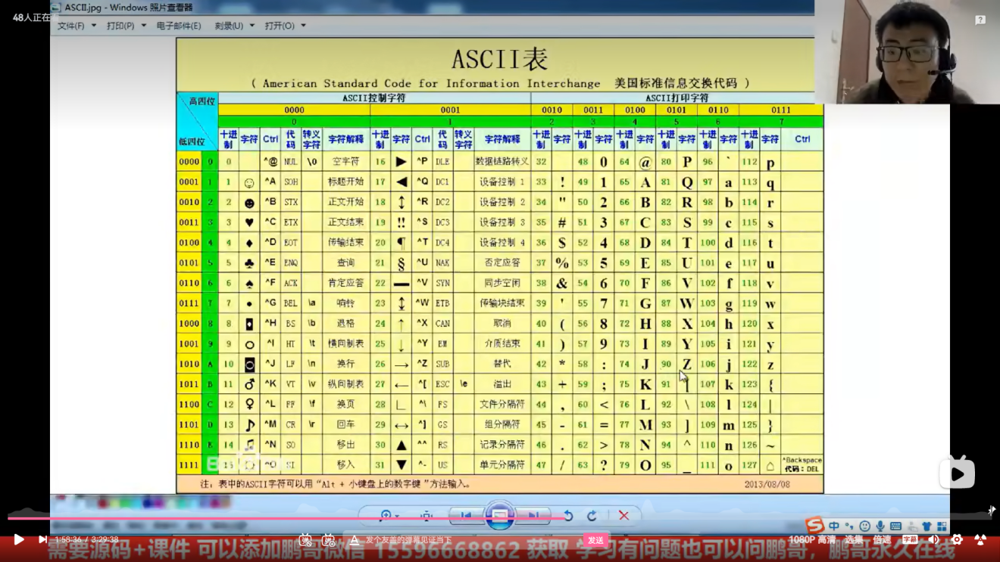 ASCII.jpg - Windows 照片查看器
48人正在看
文件(F) 打印(P) 电子邮件(E) 刻录(U) 打开(O)
ASCII表
( American Standard Code for Information Interchange 美国标准信息交换代码 )
高四位 ASCII控制字符 ASCII打印字符
0000 0001 0010 0011 0100 0101 0110 0111
0 1 2 3 4 5 6 7
低四位 十进制 字符 Ctrl 代码 转义字符 字符解释 十进制 字符 Ctrl 代码 转义字符 字符解释 十进制 字符 十进制 字符 十进制 字符 十进制 字符 十进制 字符 十进制 字符 Ctrl
0000 0 0 ^@ NUL \0 空字符 16 ► ^P DLE 数据链路转义 32 48 0 64 @ 80 P 96 ` 112 p
0001 1 1 ☺ ^A SOH 标题开始 17 ◄ ^Q DC1 设备控制 1 33 ! 49 1 65 A 81 Q 97 a 113 q
0010 2 2 ☻ ^B STX 正文开始 18 ↕ ^R DC2 设备控制 2 34 " 50 2 66 B 82 R 98 b 114 r
0011 3 3 ♥ ^C ETX 正文结束 19 ‼ ^S DC3 设备控制 3 35 # 51 3 67 C 83 S 99 c 115 s
0100 4 4 ♦ ^D EOT 传输结束 20 ¶ ^T DC4 设备控制 4 36 $ 52 4 68 D 84 T 100 d 116 t
0101 5 5 ♣ ^E ENQ 查询 21 § ^U NAK 否定应答 37 % 53 5 69 E 85 U 101 e 117 u
0110 6 6 ♠ ^F ACK 肯定应答 22 ▬ ^V SYN 同步空闲 38 & 54 6 70 F 86 V 102 f 118 v
0111 7 7 • ^G BEL \a 响铃 23 ↨ ^W ETB 传输块结束 39 ' 55 7 71 G 87 W 103 g 119 w
1000 8 8 ◘ ^H BS \b 退格 24 ↑ ^X CAN 取消 40 ( 56 8 72 H 88 X 104 h 120 x
1001 9 9 ○ ^I HT \t 横向制表 25 ↓ ^Y EM 介质结束 41 ) 57 9 73 I 89 Y 105 i 121 y
1010 A 10 ◙ ^J LF \n 换行 26 → ^Z SUB 替代 42 * 58 : 74 J 90 Z 106 j 122 z
1011 B 11 ♂ ^K VT \v 纵向制表 27 ← ^[ ESC \e 溢出 43 + 59 ; 75 K 91 [ 107 k 123 {
1100 C 12 ♀ ^L FF \f 换页 28 ∟ ^\ FS 文件分隔符 44 , 60 < 76 L 92 \ 108 l 124 |
1101 D 13 ♪ ^M CR \r 回车 29 ↔ ^] GS 组分隔符 45 - 61 = 77 M 93 ] 109 m 125 }
1110 E 14 ♫ ^N SO 移出 30 ▲ ^^ RS 记录分隔符 46 . 62 > 78 N 94 ^ 110 n 126 ~
1111 ^O SI 移入 31 ▼ ^- US 单元分隔符 47 / 63 ? 79 O 95 _ 111 o 127 ⌂ ^Backspace 代码：DEL
注：表中的ASCII字符可以用“Alt + 小键盘上的数字键”方法输入。 2013/08/08
中
1:58:36 / 3:29:38 发个友善的弹幕见证当下 发送 1080P 高清 选集 倍速 字幕
需要源码+课件 可以添加鹏哥微信 15596668862 获取 学习有问题也可以问鹏哥，鹏哥永久在线